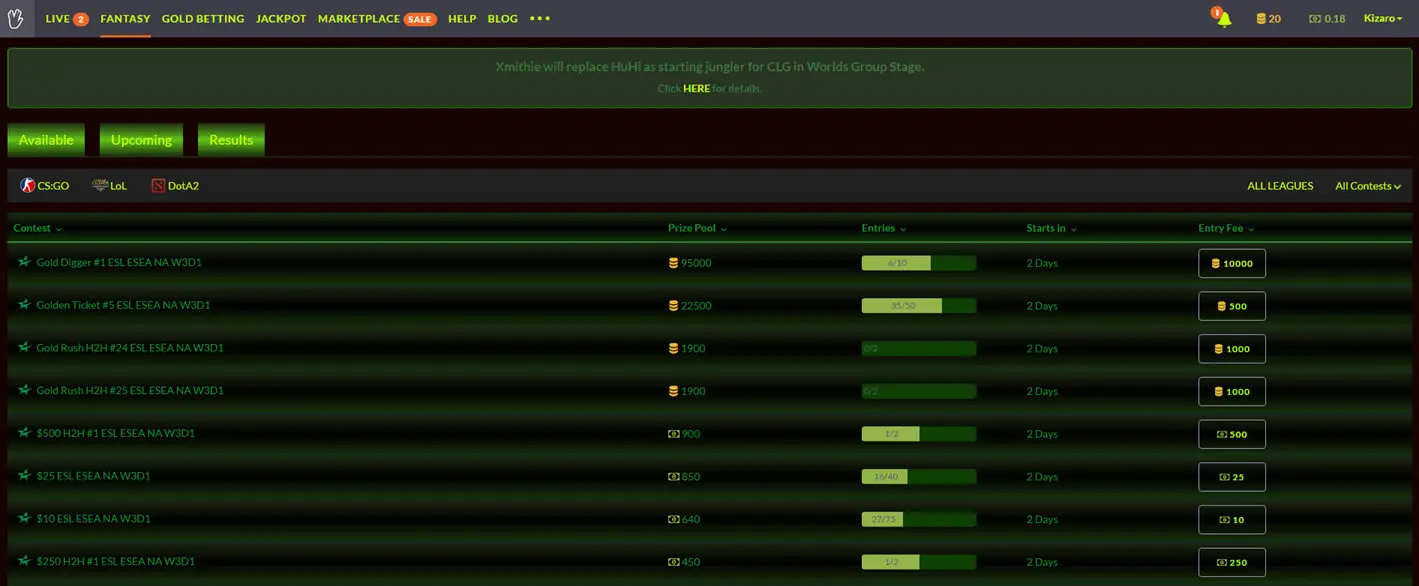 LIVE 2 FANTASY GOLD BETTING JACKPOT MARKETPLACE SALE HELP BLOG ••• 1 20 0.18 Kizaro
Xmithie will replace HuHi as starting jungler for CLG in Worlds Group Stage.
Click HERE for details.
Available Upcoming Results
CS:GO LoL DotA2 ALL LEAGUES All Contests
Contest Prize Pool Entries Starts in Entry Fee
Gold Digger #1 ESL ESEA NA W3D1 95000 6/10 2 Days 10000
Golden Ticket #5 ESL ESEA NA W3D1 22500 35/50 2 Days 500
Gold Rush H2H #24 ESL ESEA NA W3D1 1900 0/2 2 Days 1000
Gold Rush H2H #25 ESL ESEA NA W3D1 1900 0/2 2 Days 1000
$500 H2H #1 ESL ESEA NA W3D1 900 1/2 2 Days 500
$25 ESL ESEA NA W3D1 850 16/40 2 Days 25
$10 ESL ESEA NA W3D1 640 27/75 2 Days 10
$250 H2H #1 ESL ESEA NA W3D1 450 1/2 2 Days 250